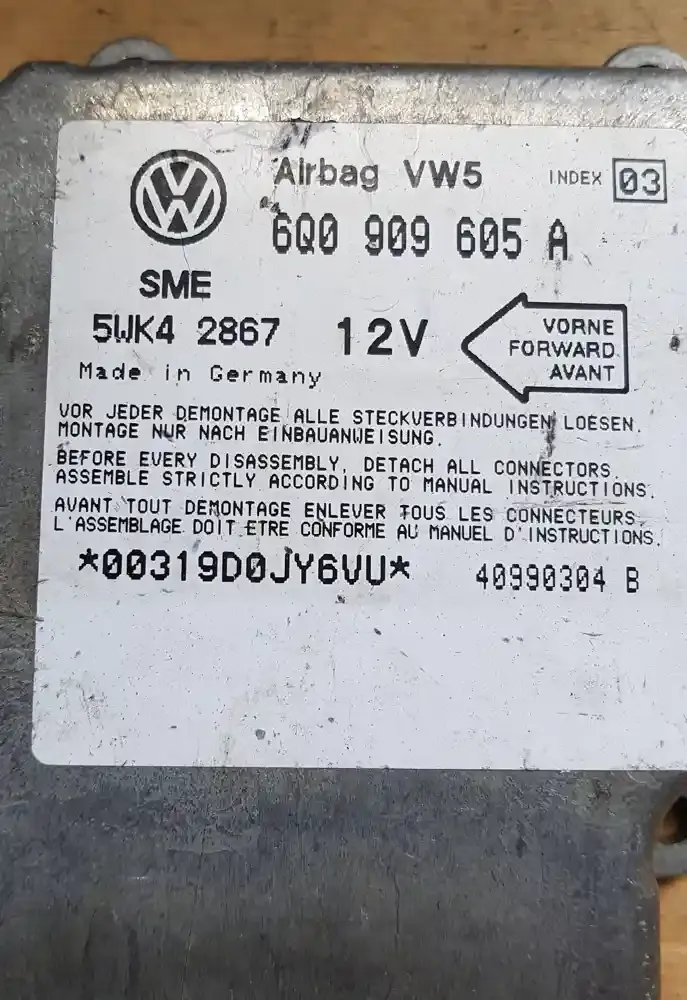 Airbag VW5 INDEX 03
6Q0 909 605 A
SME
5WK4 2867 12V
VORNE
FORWARD
AVANT
Made in Germany
VOR JEDER DEMONTAGE ALLE STECKVERBINDUNGEN LOESEN.
MONTAGE NUR NACH EINBAUANWEISUNG.
BEFORE EVERY DISASSEMBLY, DETACH ALL CONNECTORS.
ASSEMBLE STRICTLY ACCORDING TO MANUAL INSTRUCTIONS.
AVANT TOUT DEMONTAGE ENLEVER TOUS LES CONNECTEURS.
L'ASSEMBLAGE DOIT ETRE CONFORME AU MANUEL D'INSTRUCTIONS.
*00319D0JY6VU* 40990304 B